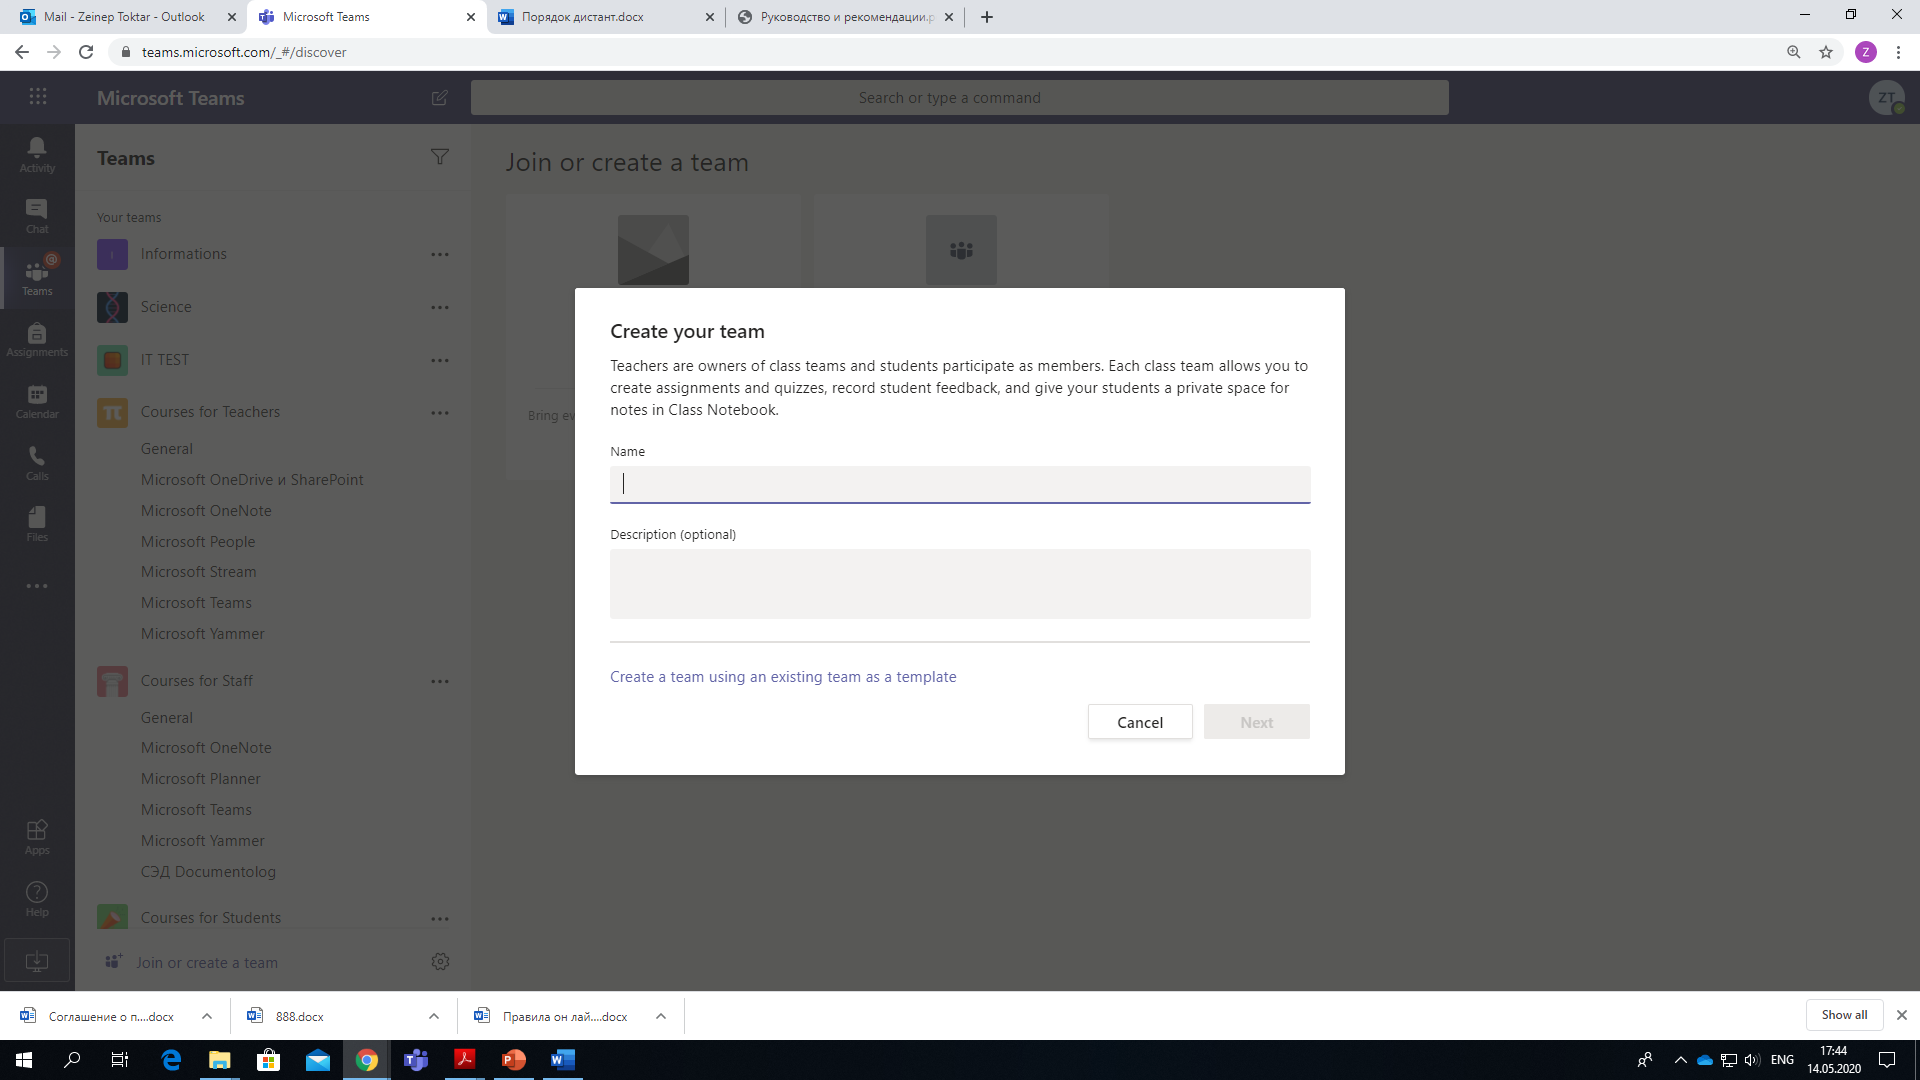 Mail - Zeinep Toktar - Outlook
Microsoft Teams
Порядок дистант.docx
Руководство и рекомендации.p
teams.microsoft.com/_#/discover
Z
Microsoft Teams
Search or type a command
ZT
Activity
Chat
Teams
Assignments
Calendar
Calls
Files
Apps
Help
Teams
Your teams
Informations
Science
IT TEST
Courses for Teachers
General
Microsoft OneDrive и SharePoint
Microsoft OneNote
Microsoft People
Microsoft Stream
Microsoft Teams
Microsoft Yammer
Courses for Staff
General
Microsoft OneNote
Microsoft Planner
Microsoft Teams
Microsoft Yammer
СЭД Documentolog
Courses for Students
Join or create a team
Join or create a team
Bring ev
Create your team
Teachers are owners of class teams and students participate as members. Each class team allows you to
create assignments and quizzes, record student feedback, and give your students a private space for
notes in Class Notebook.
Name
Description (optional)
Create a team using an existing team as a template
Cancel
Next
Соглашение о п....docx
888.docx
Правила он лай....docx
Show all
ENG
17:44
14.05.2020